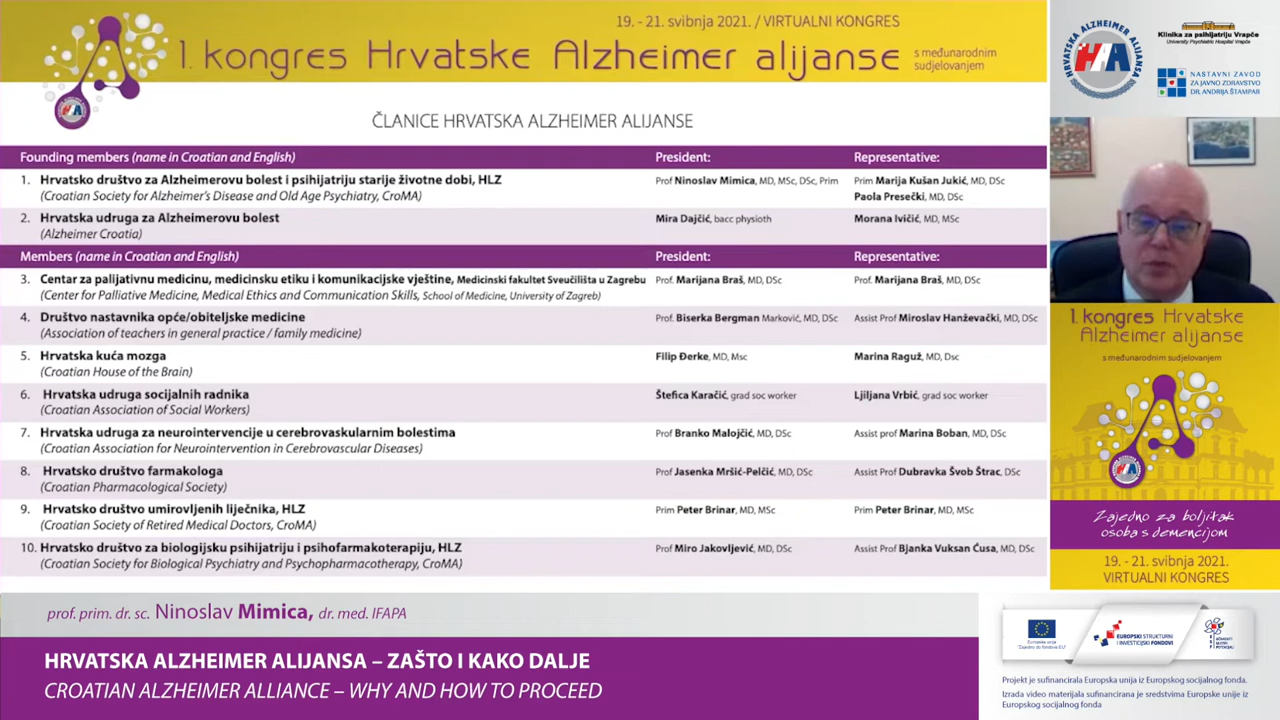 19. - 21. svibnja 2021. / VIRTUALNI KONGRES
1. kongres Hrvatske Alzheimer alijanse
s međunarodnim
sudjelovanjem
HAA
ČLANICE HRVATSKA ALZHEIMER ALIJANSE
Founding members (name in Croatian and English) President: Representative:
1. Hrvatsko društvo za Alzheimerovu bolest i psihijatriju starije životne dobi, HLZ Prof Ninoslav Mimica, MD, MSc, DSc, Prim Prim Marija Kušan Jukić, MD, DSc
(Croatian Society for Alzheimer's Disease and Old Age Psychiatry, CroMA) Paola Presečki, MD, DSc
2. Hrvatska udruga za Alzheimerovu bolest Mira Dajčić, bacc physioth Morana Ivičić, MD, MSc
(Alzheimer Croatia)
Members (name in Croatian and English) President: Representative:
3. Centar za palijativnu medicinu, medicinsku etiku i komunikacijske vještine, Medicinski fakultet Sveučilišta u Zagrebu Prof. Marijana Braš, MD, DSc Prof. Marijana Braš, MD, DSc
(Center for Palliative Medicine, Medical Ethics and Communication Skills, School of Medicine, University of Zagreb)
4. Društvo nastavnika opće/obiteljske medicine Prof. Biserka Bergman Marković, MD, DSc Assist Prof Miroslav Hanževački, MD, DSc
(Association of teachers in general practice / family medicine)
5. Hrvatska kuća mozga Filip Đerke, MD, Msc Marina Raguž, MD, Dsc
(Croatian House of the Brain)
6. Hrvatska udruga socijalnih radnika Štefica Karačić, grad soc worker Ljiljana Vrbić, grad soc worker
(Croatian Association of Social Workers)
7. Hrvatska udruga za neurointervencije u cerebrovaskularnim bolestima Prof Branko Malojčić, MD, DSc Assist prof Marina Boban, MD, DSc
(Croatian Association for Neurointervention in Cerebrovascular Diseases)
8. Hrvatsko društvo farmakologa Prof Jasenka Mršić-Pelčić, MD, DSc Assist Prof Dubravka Švob Štrac, DSc
(Croatian Pharmacological Society)
9. Hrvatsko društvo umirovljenih liječnika, HLZ Prim Peter Brinar, MD, MSc Prim Peter Brinar, MD, MSc
(Croatian Society of Retired Medical Doctors, CroMA)
10. Hrvatsko društvo za biologijsku psihijatriju i psihofarmakoterapiju, HLZ Prof Miro Jakovljević, MD, DSc Assist Prof Bjanka Vuksan Ćusa, MD, DSc
(Croatian Society for Biological Psychiatry and Psychopharmacotherapy, CroMA)
prof. prim. dr. sc. Ninoslav Mimica, dr. med. IFAPA
HRVATSKA ALZHEIMER ALIJANSA – ZAŠTO I KAKO DALJE
CROATIAN ALZHEIMER ALLIANCE – WHY AND HOW TO PROCEED
HRVATSKA ALZHEIMER ALIJANSA
HAA
Klinika za psihijatriju Vrapče
University Psychiatric Hospital Vrapče
NASTAVNI ZAVOD
ZA JAVNO ZDRAVSTVO
DR. ANDRIJA ŠTAMPAR
1. kongres Hrvatske
Alzheimer alijanse
s međunarodnim sudjelovanjem
HAA
Zajedno za boljitak
osoba s demencijom
19. - 21. svibnja 2021.
VIRTUALNI KONGRES
Europska unija
"Zajedno do fondova EU"
EUROPSKI STRUKTURNI
I INVESTICIJSKI FONDOVI
UČINKOVITI
LJUDSKI
POTENCIJALI
Projekt je sufinancirala Europska unija iz Europskog socijalnog fonda.
Izrada video materijala sufinancirana je sredstvima Europske unije iz
Europskog socijalnog fonda